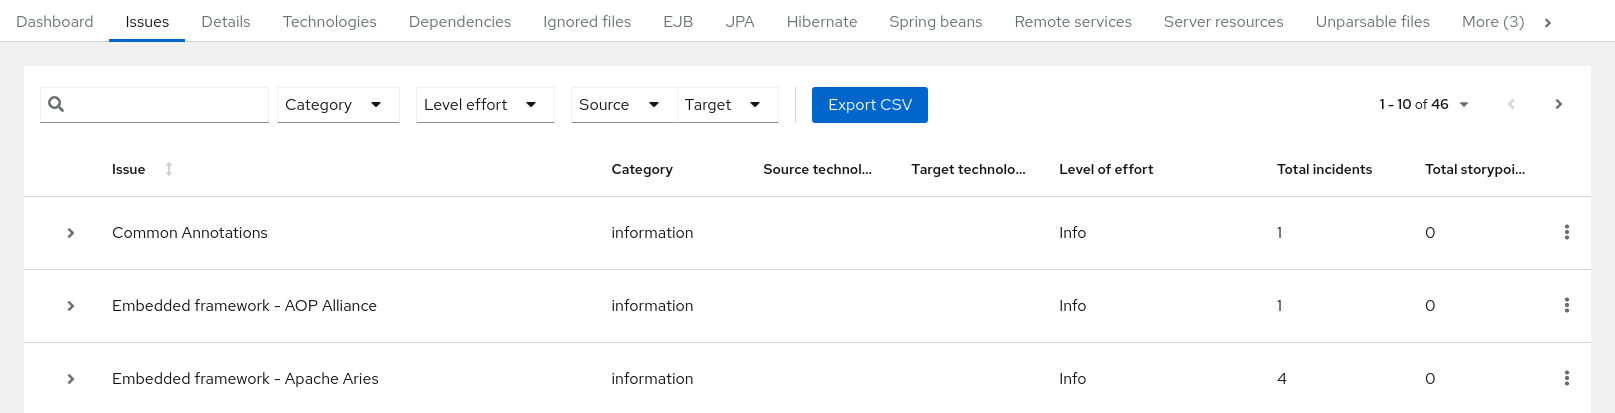 Dashboard Issues Details Technologies Dependencies Ignored files EJB JPA Hibernate Spring beans Remote services Server resources Unparsable files More (3)
Category Level effort Source Target Export CSV 1 - 10 of 46
Issue Category Source technol... Target technolo... Level of effort Total incidents Total storypoi...
Common Annotations information Info 1 0
Embedded framework - AOP Alliance information Info 1 0
Embedded framework - Apache Aries information Info 4 0